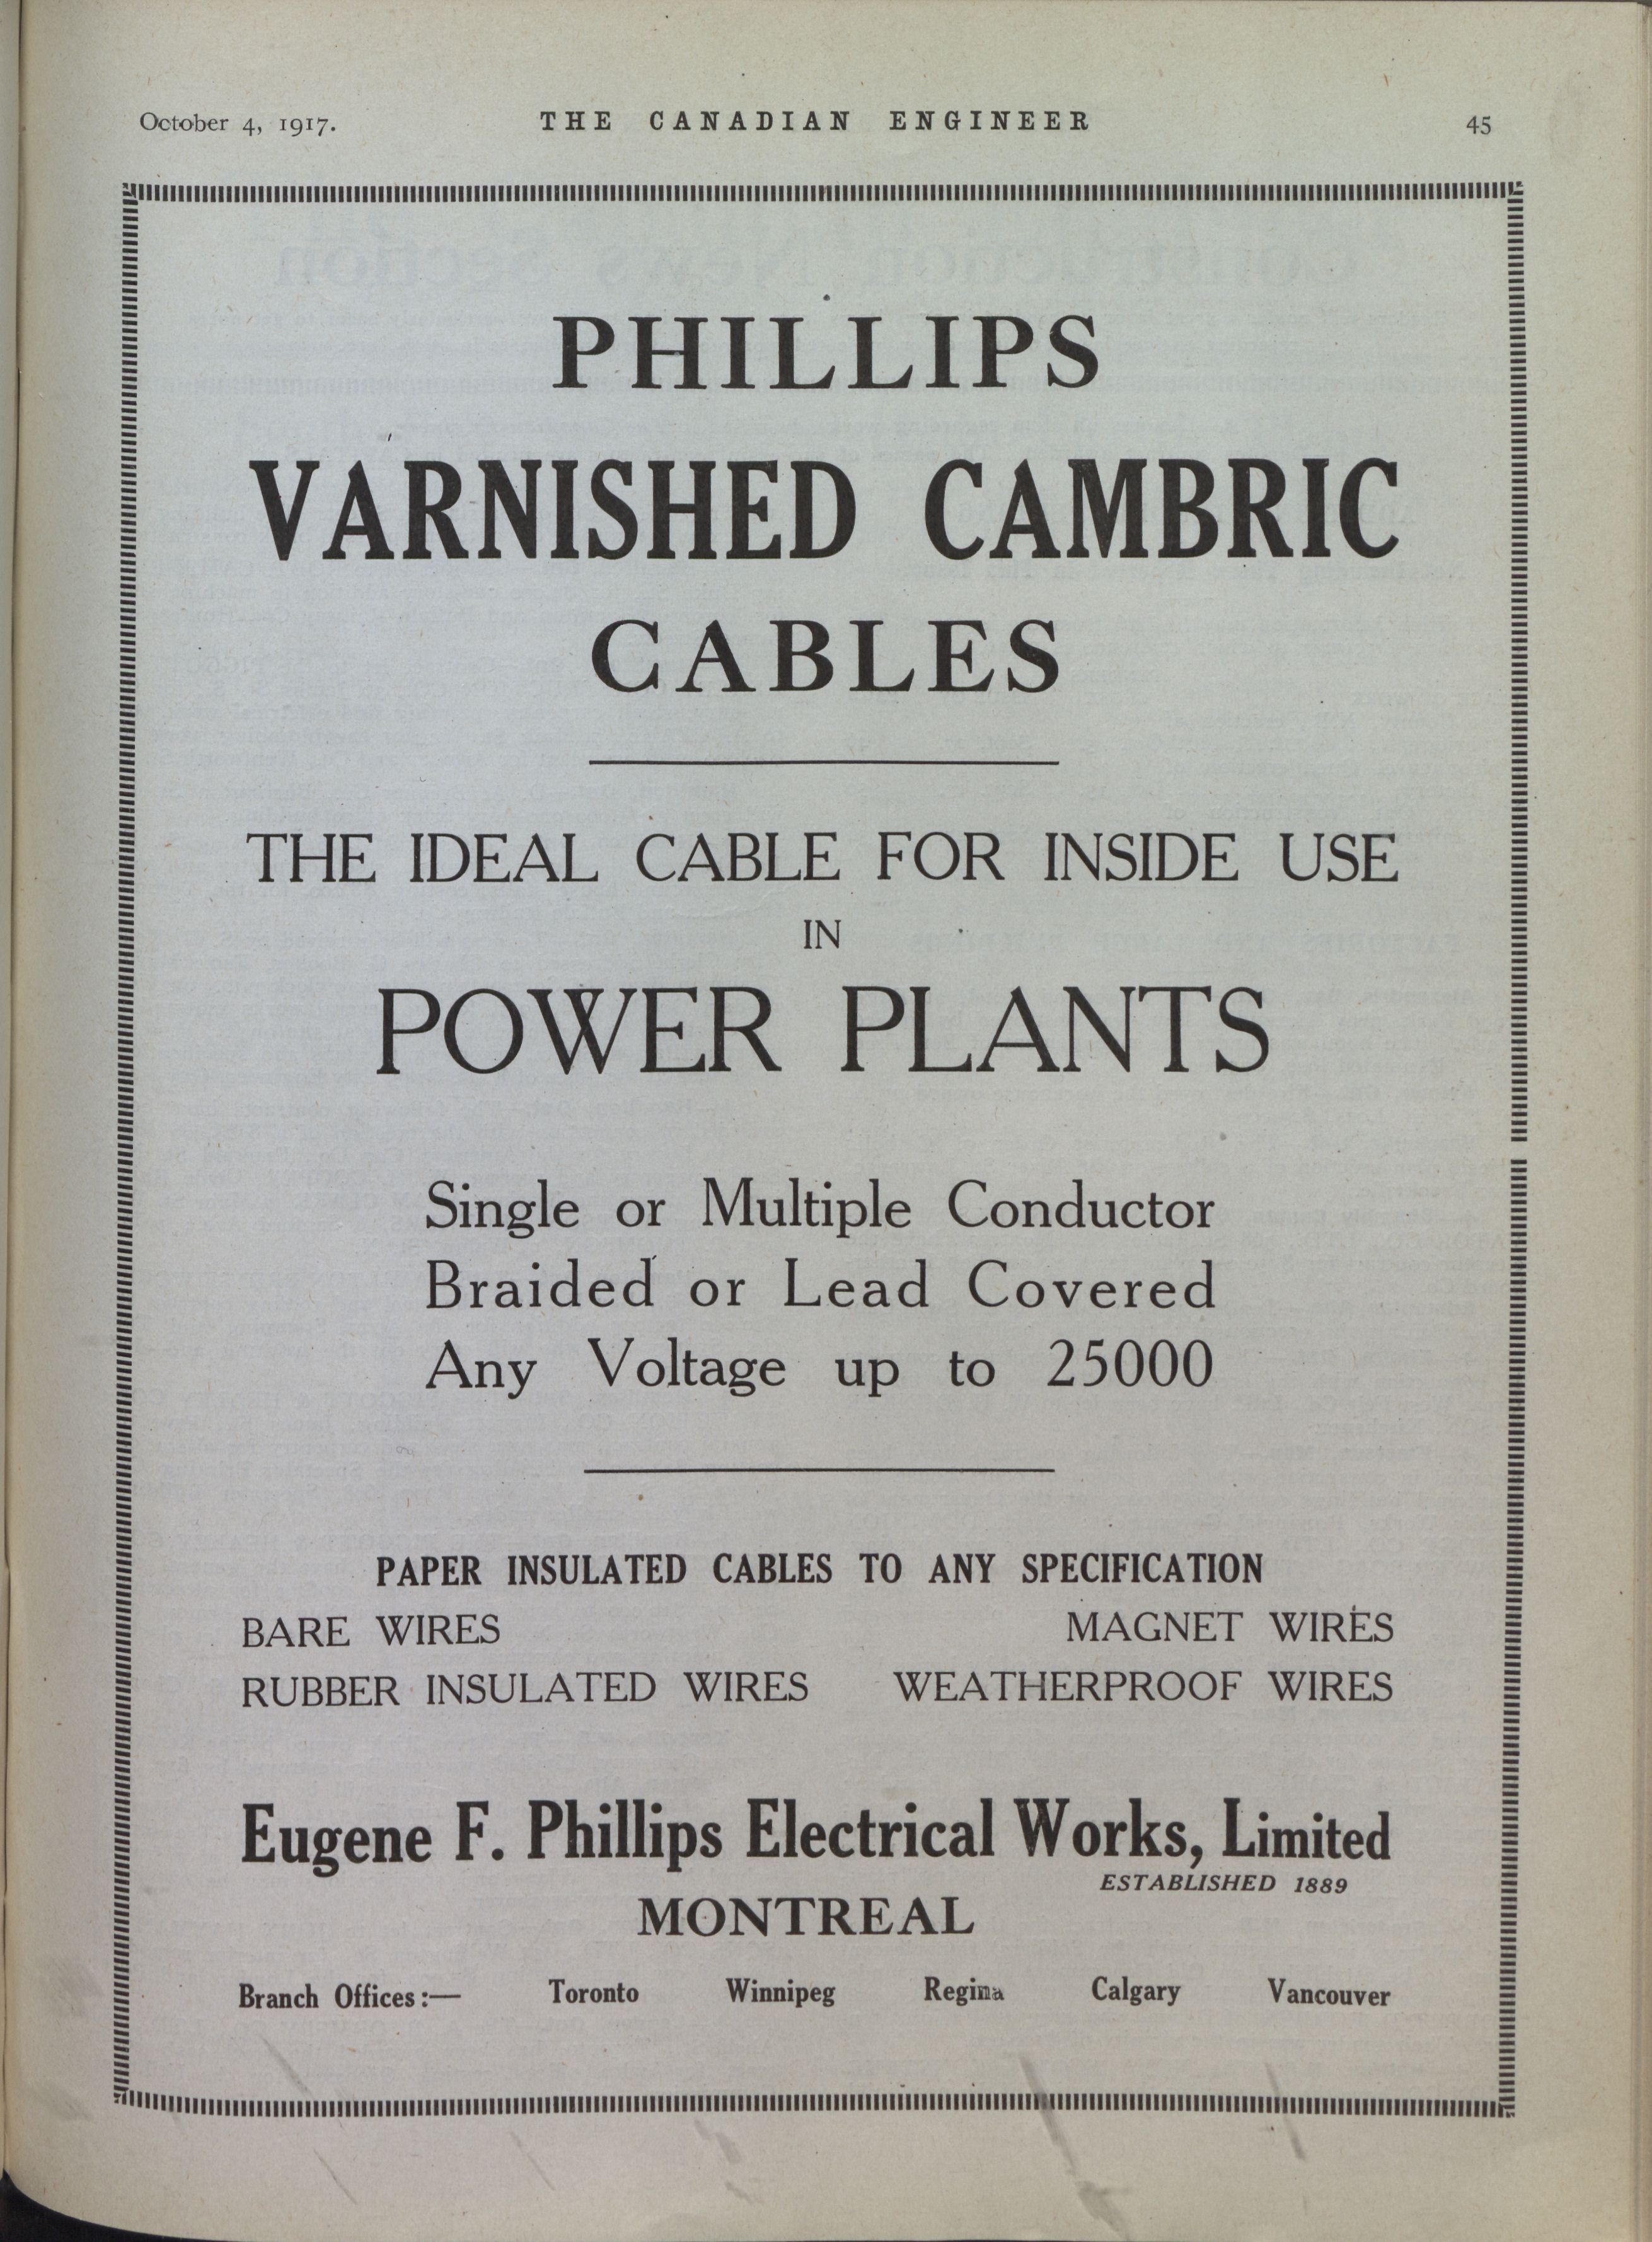 October 4, 1917.
THE CANADIAN ENGINEER
45
PHILLIPS
VARNISHED CAMBRIC
CABLES
THE IDEAL CABLE FOR INSIDE USE
IN
POWER PLANTS
Single or Multiple Conductor
Braided or Lead Covered
Any Voltage up to 25000
PAPER INSULATED CABLES TO ANY SPECIFICATION
BARE WIRES MAGNET WIRES
RUBBER INSULATED WIRES WEATHERPROOF WIRES
Eugene F. Phillips Electrical Works, Limited
ESTABLISHED 1889
MONTREAL
Branch Offices:— Toronto Winnipeg Regina Calgary Vancouver